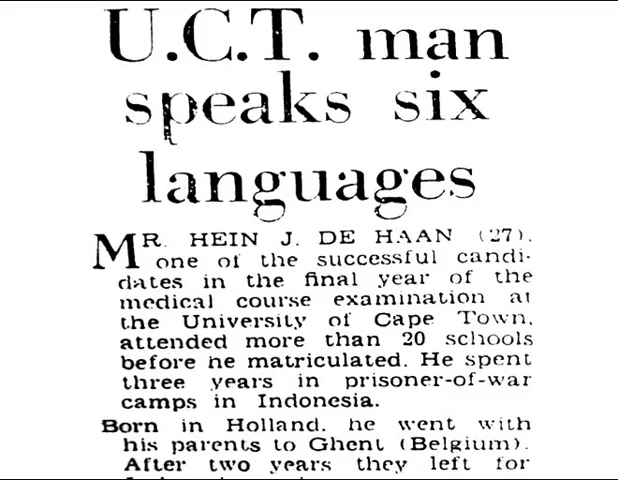 U.C.T. man
speaks six
languages
MR. HEIN J. DE HAAN (27),
one of the successful candi-
dates in the final year of the
medical course examination at
the University of Cape Town,
attended more than 20 schools
before he matriculated. He spent
three years in prisoner-of-war
camps in Indonesia.
Born in Holland, he went with
his parents to Ghent (Belgium).
After two years they left for